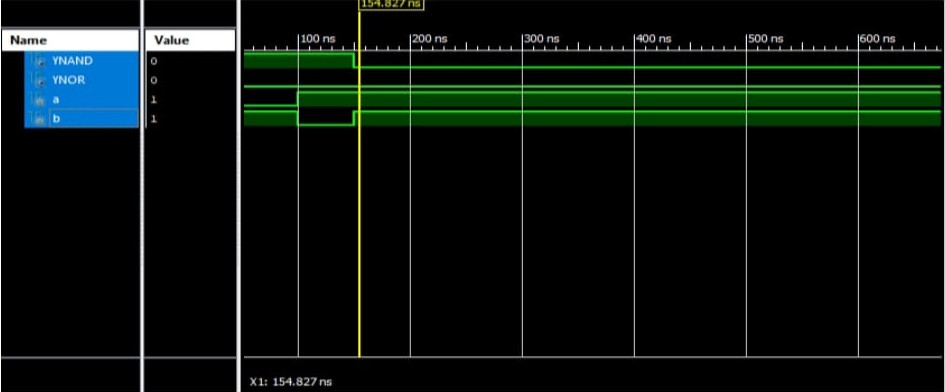 154.827 ns
Name Value
100 ns 200 ns 300 ns 400 ns 500 ns 600 ns
YNAND 0
YNOR 0
a 1
b 1
X1: 154.827 ns